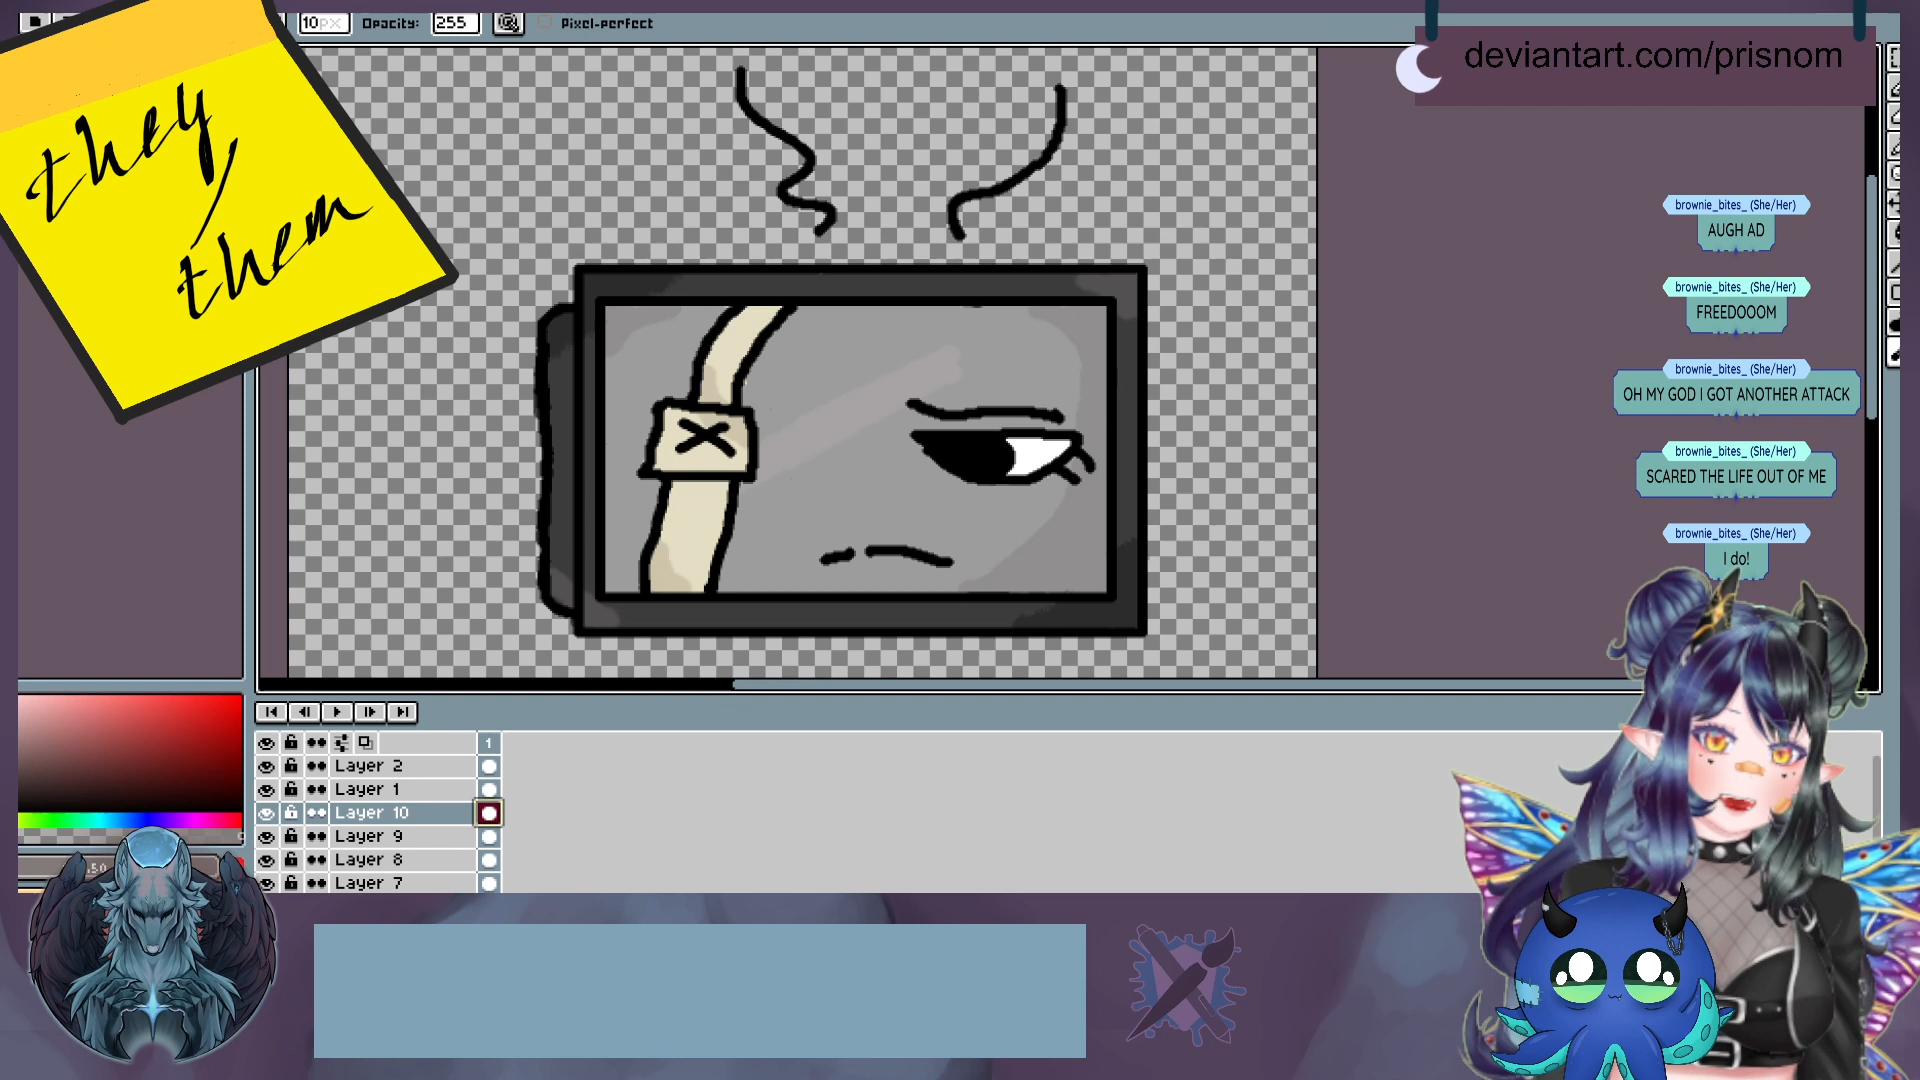 10px Opacity: 255 Pixel-perfect
they
/
them
deviantart.com/prisnom
brownie_bites_ (She/Her)
AUGH AD
brownie_bites_ (She/Her)
FREEDOOOM
brownie_bites_ (She/Her)
OH MY GOD I GOT ANOTHER ATTACK
brownie_bites_ (She/Her)
SCARED THE LIFE OUT OF ME
brownie_bites_ (She/Her)
I do!
1
Layer 2
Layer 1
Layer 10
Layer 9
Layer 8
Layer 7